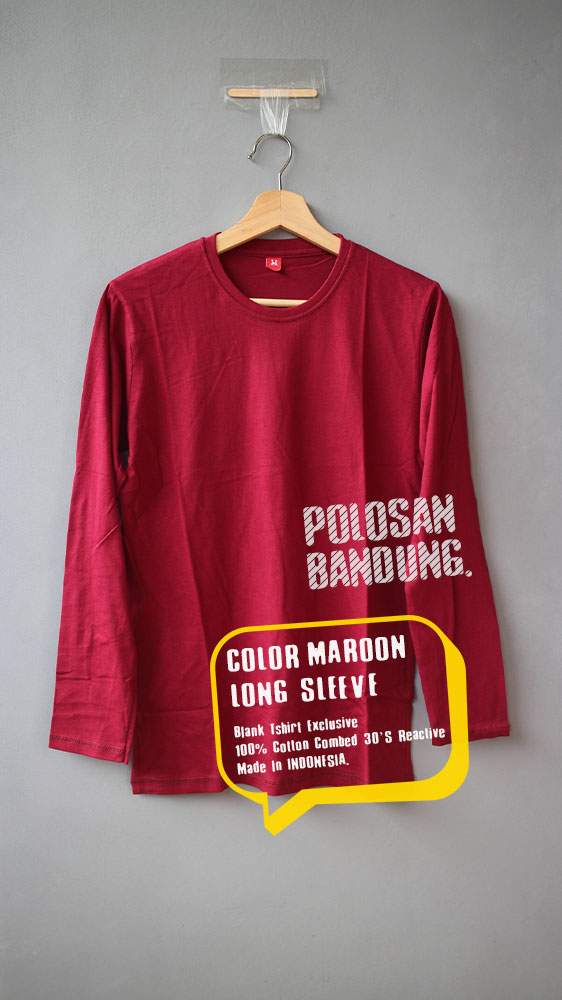 POLOSAN
BANDUNG.
COLOR MAROON
LONG SLEEVE
Blank Tshirt Exclusive
100% Cotton Combed 30'S Reactive
Made In INDONESIA.